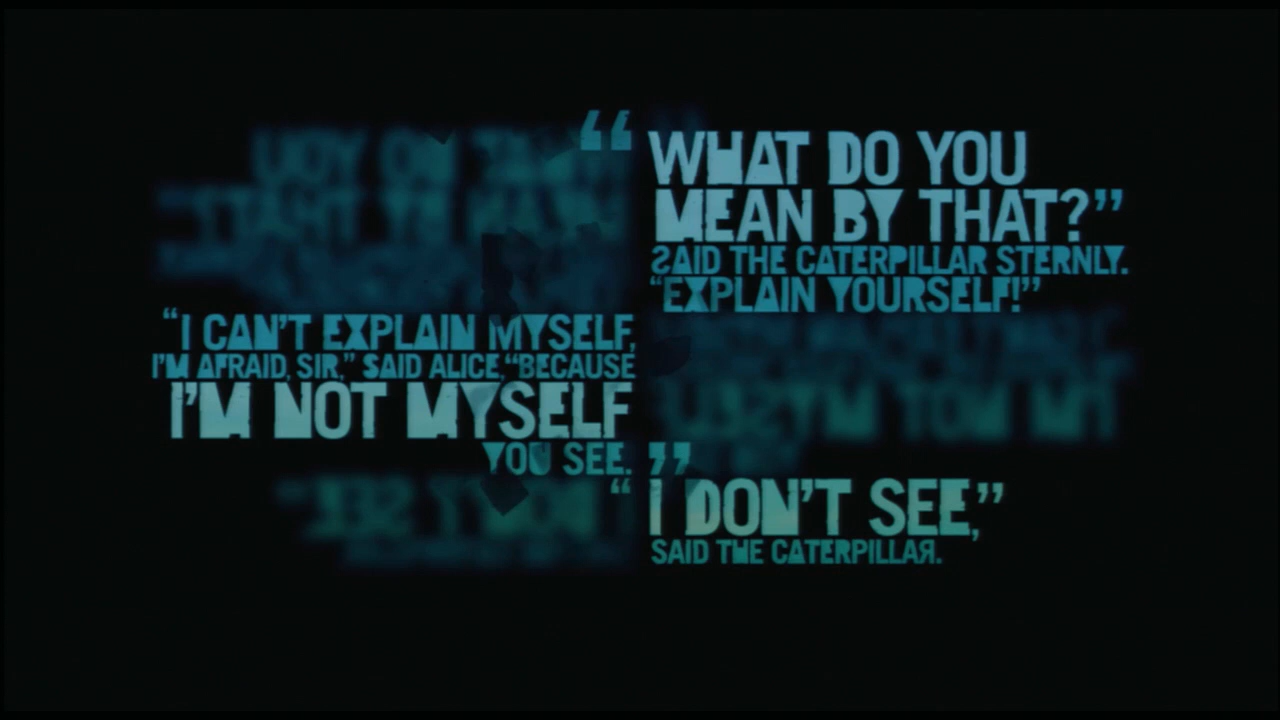 “WHAT DO YOU
MEAN BY THAT?”
SAID THE CATERPILLAR STERNLY.
“EXPLAIN YOURSELF!”
“I CAN’T EXPLAIN MYSELF,
I’M AFRAID, SIR,” SAID ALICE, “BECAUSE
I’M NOT MYSELF
YOU SEE.”
“I DON’T SEE,”
SAID THE CATERPILLAR.